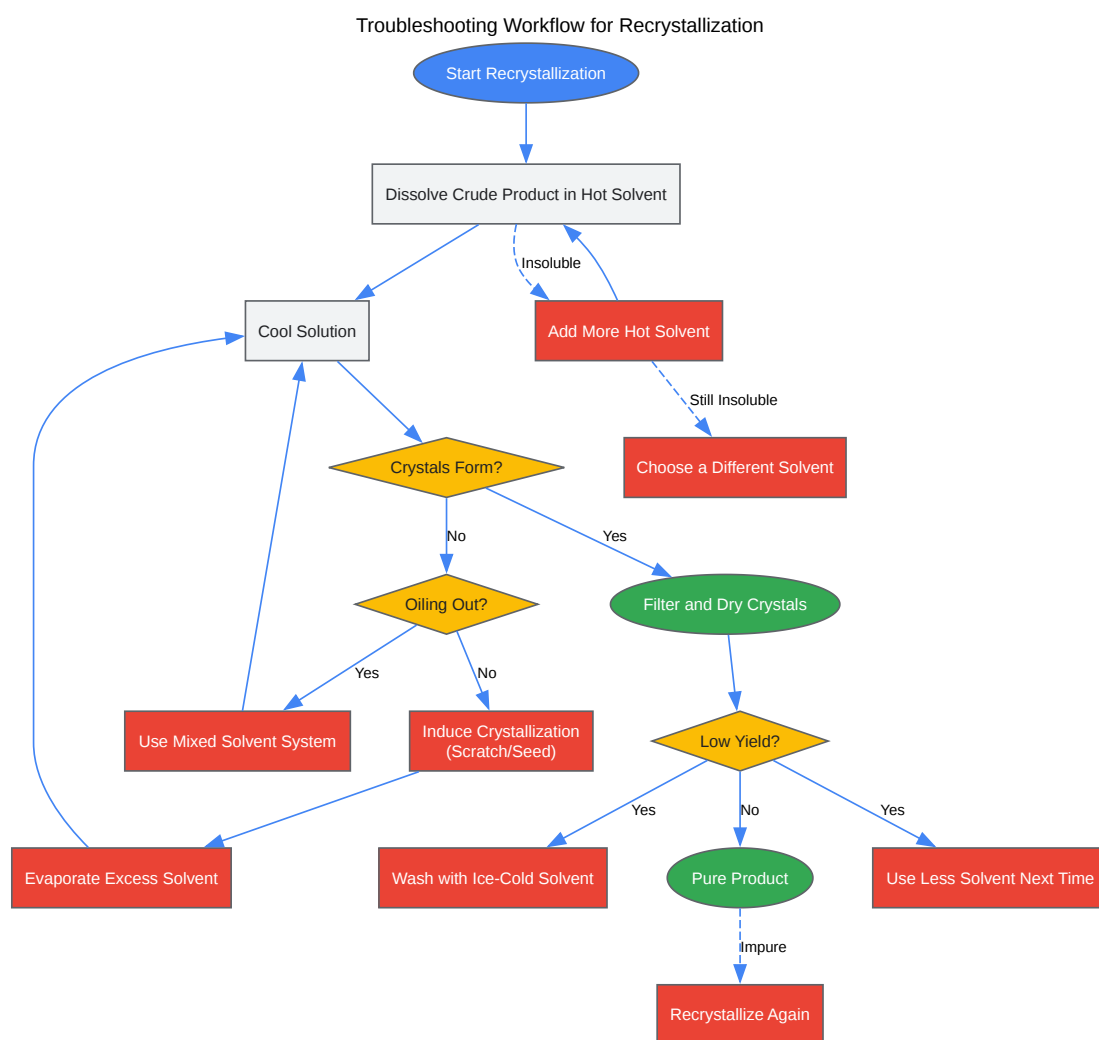 Troubleshooting Workflow for Recrystallization
Start Recrystallization
Dissolve Crude Product in Hot Solvent
Insoluble
Cool Solution
Add More Hot Solvent
Still Insoluble
Crystals Form?
Choose a Different Solvent
No
Yes
Oiling Out?
Filter and Dry Crystals
Yes
No
Use Mixed Solvent System
Induce Crystallization
(Scratch/Seed)
Low Yield?
Yes
No
Yes
Evaporate Excess Solvent
Wash with Ice-Cold Solvent
Pure Product
Use Less Solvent Next Time
Impure
Recrystallize Again